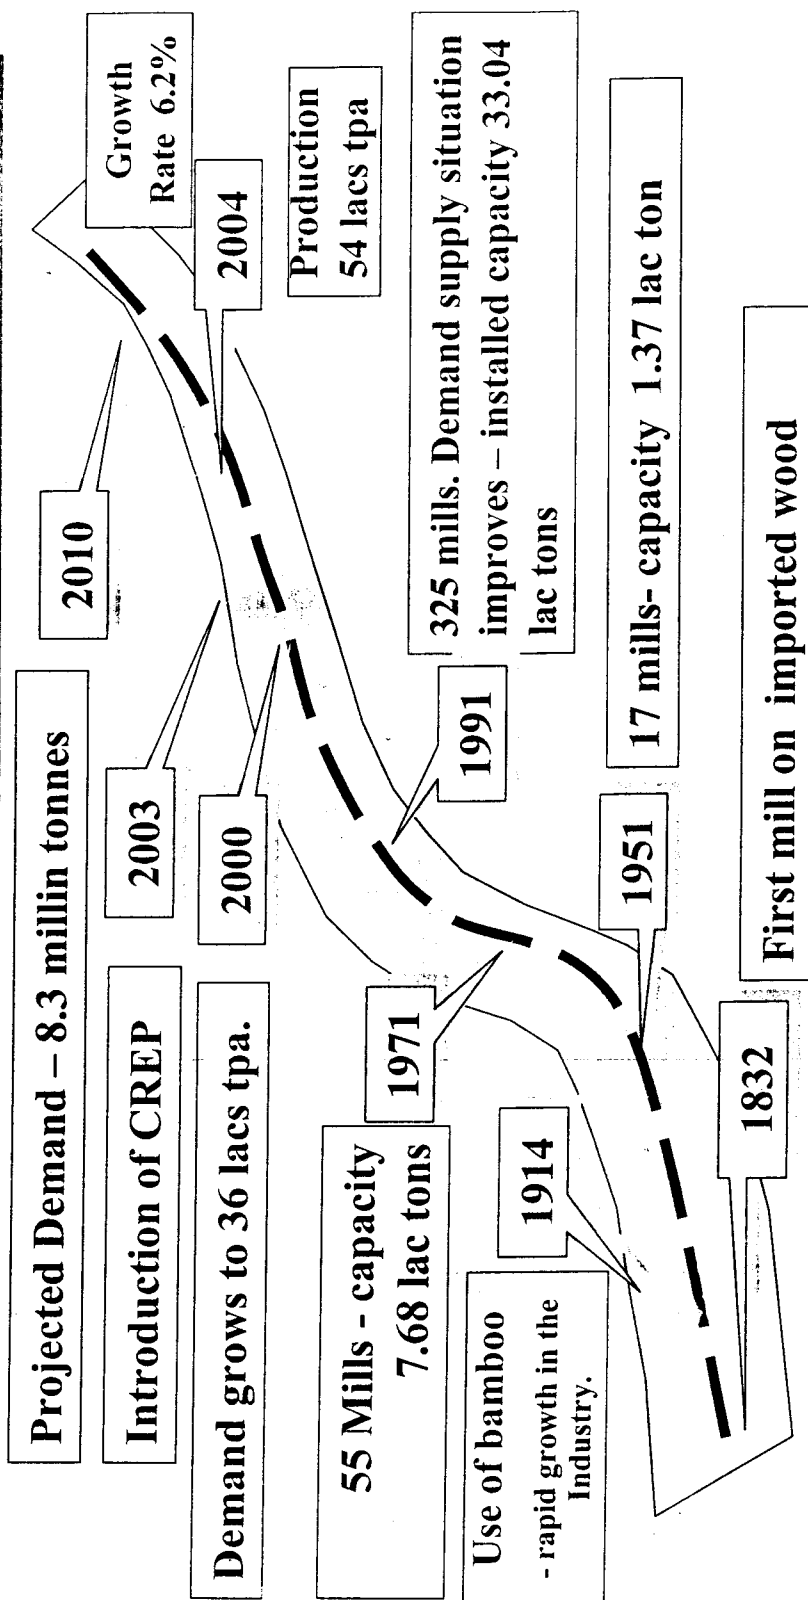 Projected Demand – 8.3 millin tonnes
2010
Growth
Rate 6.2%
Introduction of CREP
2003
2004
Demand grows to 36 lacs tpa.
2000
Production
54 lacs tpa
55 Mills - capacity
7.68 lac tons
1971
1991
325 mills. Demand supply situation
improves – installed capacity 33.04
lac tons
Use of bamboo
- rapid growth in the
Industry.
1914
1951
17 mills- capacity 1.37 lac ton
1832
First mill on imported wood